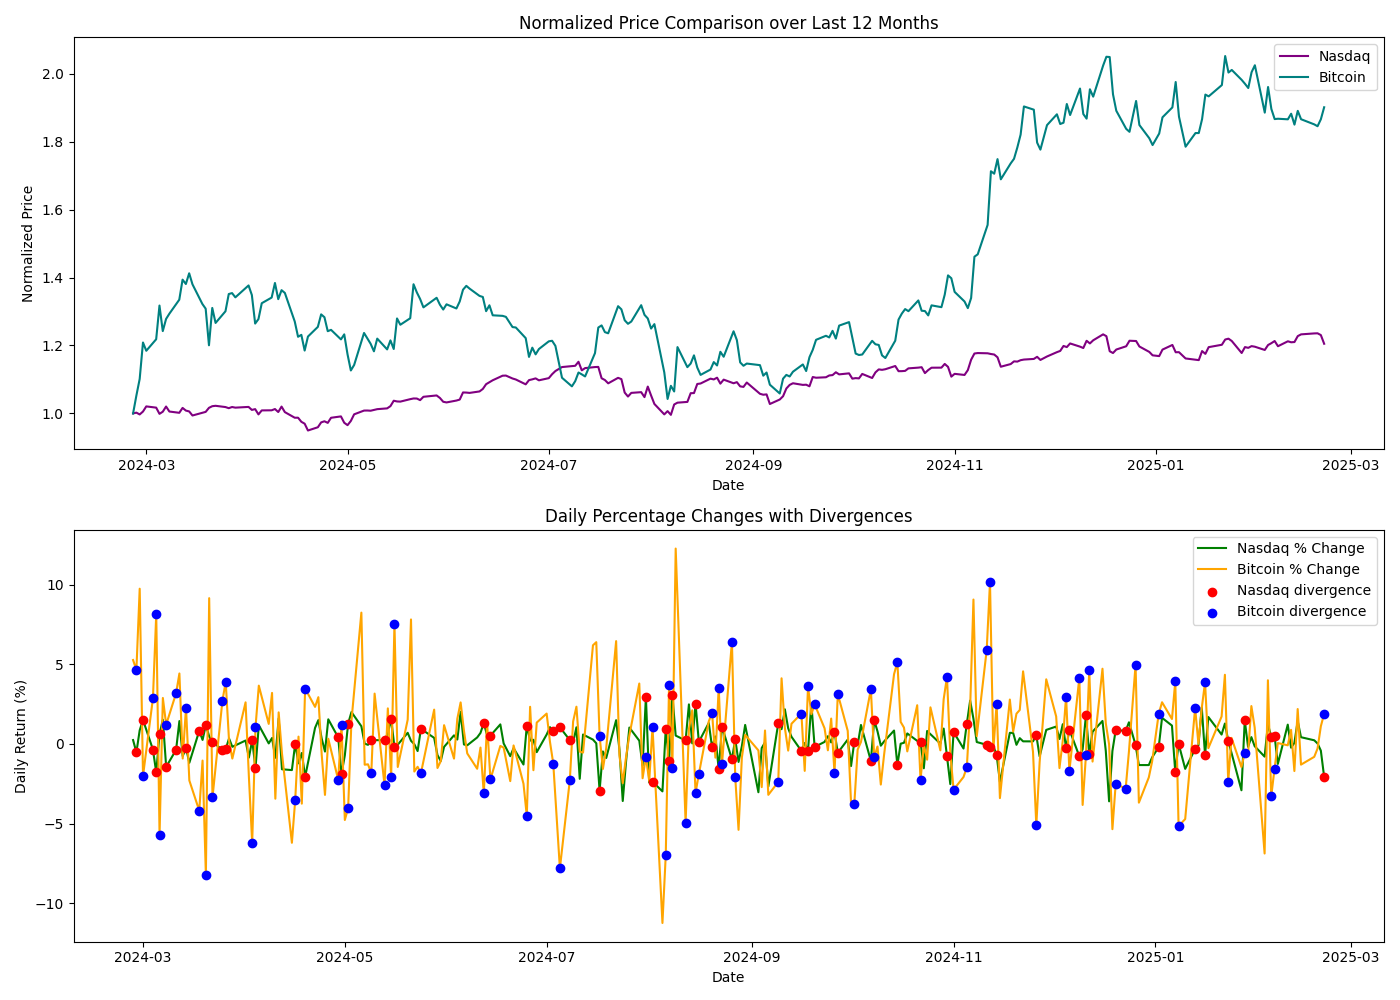 Normalized Price Comparison over Last 12 Months
Nasdaq
Bitcoin
2.0
1.8
1.6
1.4
1.2
1.0
Normalized Price
2024-03 2024-05 2024-07 2024-09 2024-11 2025-01 2025-03
Date
Daily Percentage Changes with Divergences
Nasdaq % Change
Bitcoin % Change
Nasdaq divergence
Bitcoin divergence
10
5
0
−5
−10
Daily Return (%)
2024-03 2024-05 2024-07 2024-09 2024-11 2025-01 2025-03
Date